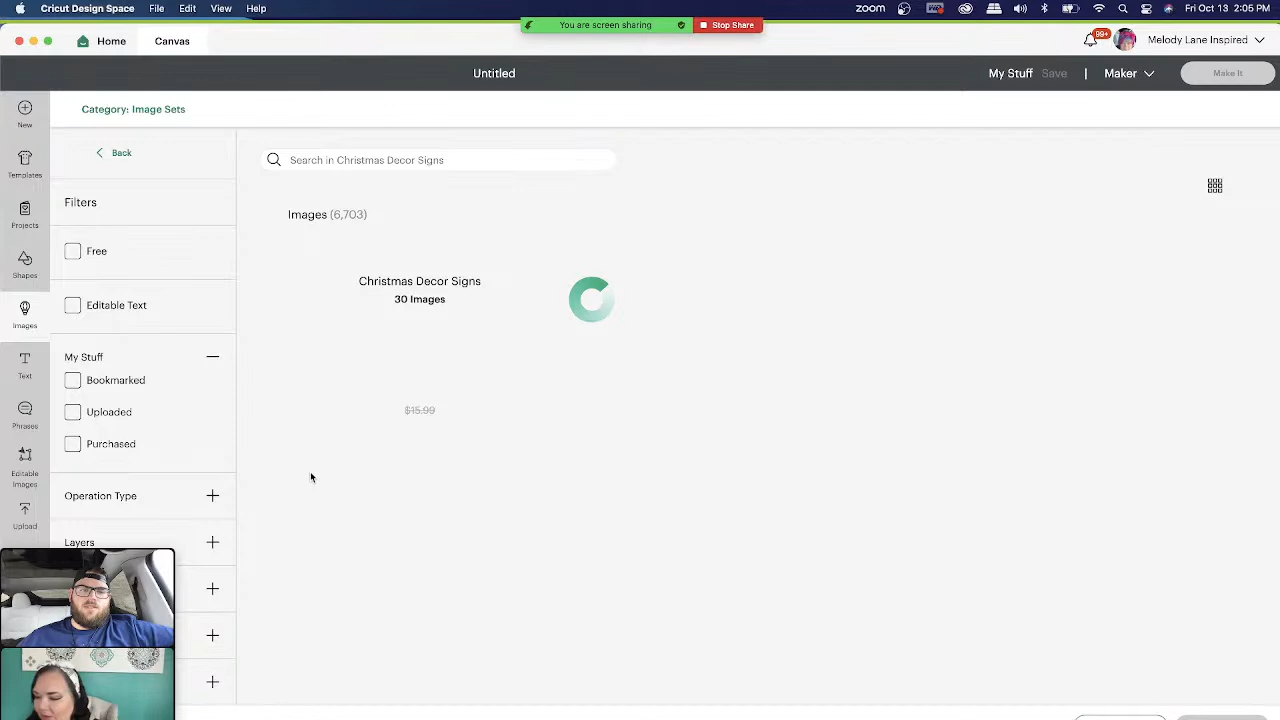 Cricut Design Space File Edit View Help zoom Fri Oct 13 2:05 PM
You are screen sharing Stop Share
Home Canvas 99+ Melody Lane Inspired
Untitled My Stuff Save | Maker Make It
New
Category: Image Sets
Back
Search in Christmas Decor Signs
Templates
Filters
Images (6,703)
Projects
Free
Shapes
Christmas Decor Signs
30 Images
Editable Text
Images
My Stuff
Text
Bookmarked
Uploaded
$15.99
Phrases
Purchased
Editable
Images
Operation Type
Upload
Layers